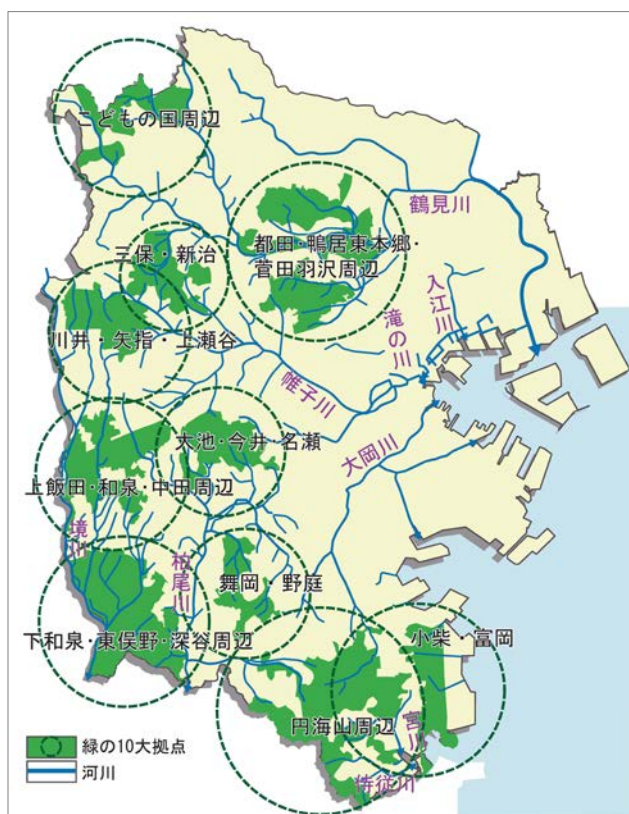 こどもの国周辺
鶴見川
都田・鴨居東本郷・
菅田羽沢周辺
三保・新治
入江川
滝の川
川井・矢指・上瀬谷
帷子川
大池・今井・名瀬
大岡川
上飯田・和泉・中田周辺
境川
柏尾川
舞岡・野庭
下和泉・東俣野・深谷周辺
小柴・富岡
円海山周辺
宮川
侍従川
緑の10大拠点
河川